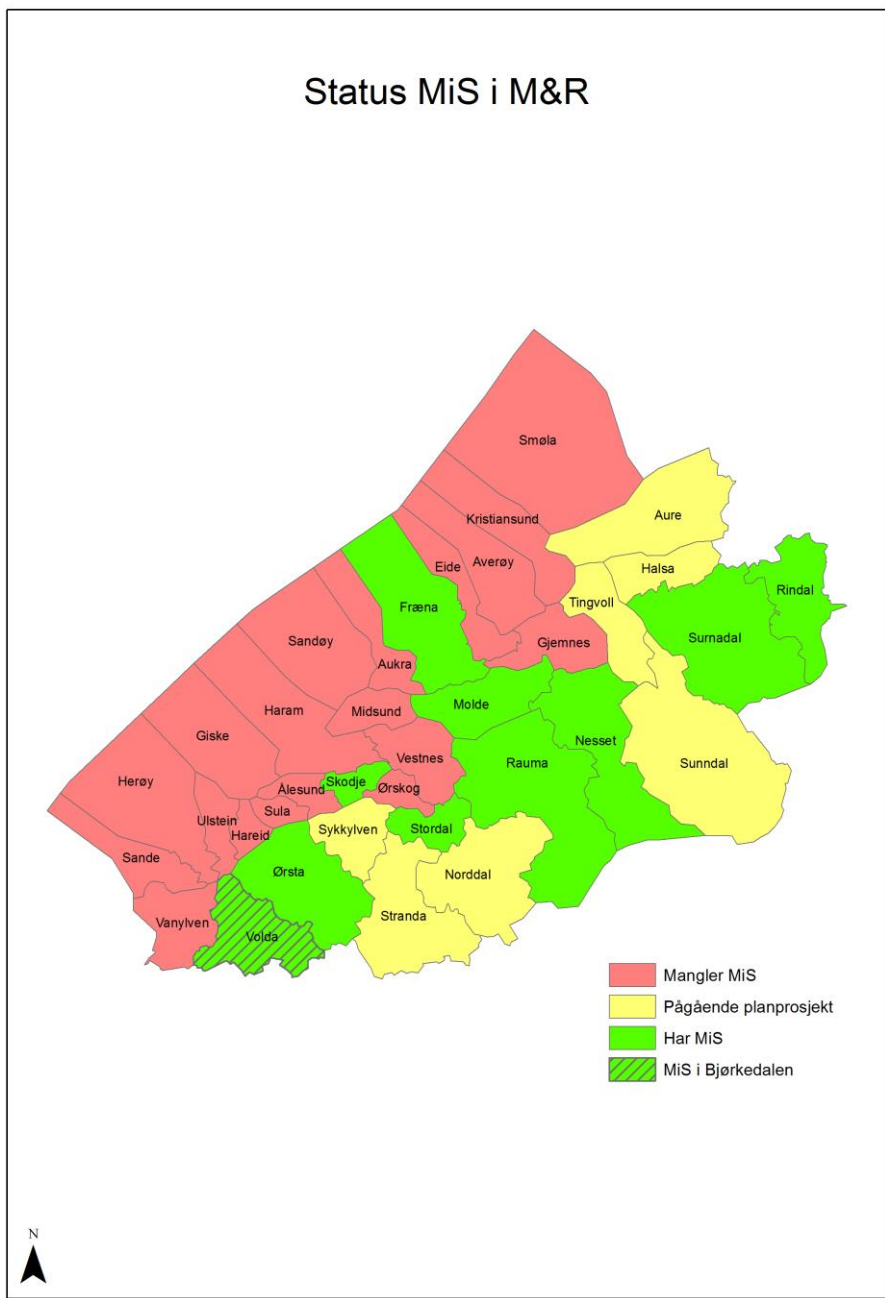 Status MiS i M&R
Smøla
Aure
Kristiansund
Eide
Averøy
Halsa
Rindal
Tingvoll
Fræna
Surnadal
Sandøy
Gjemnes
Aukra
Haram
Midsund
Molde
Giske
Nesset
Vestnes
Rauma
Sunndal
Herøy
Skodje
Ålesund
Ørskog
Ulstein
Sula
Hareid
Sykkylven
Stordal
Sande
Ørsta
Norddal
Stranda
Vanylven
Volda
Mangler MiS
Pågående planprosjekt
Har MiS
MiS i Bjørkedalen
N